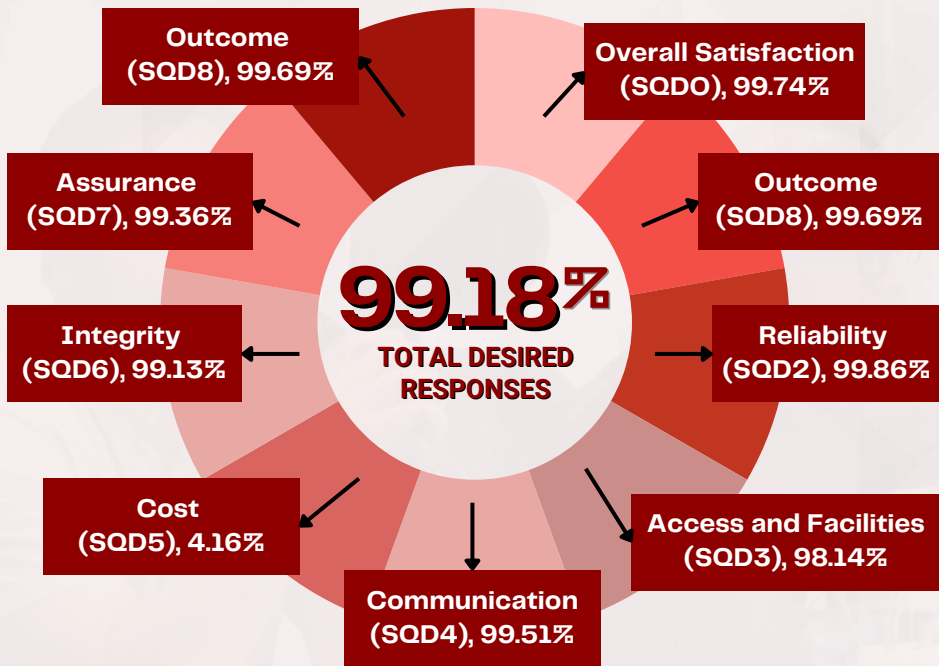 Outcome
(SQD8), 99.69%
Overall Satisfaction
(SQD0), 99.74%
Assurance
(SQD7), 99.36%
Outcome
(SQD8), 99.69%
99.18%
TOTAL DESIRED
RESPONSES
Integrity
(SQD6), 99.13%
Reliability
(SQD2), 99.86%
Cost
(SQD5), 4.16%
Access and Facilities
(SQD3), 98.14%
Communication
(SQD4), 99.51%